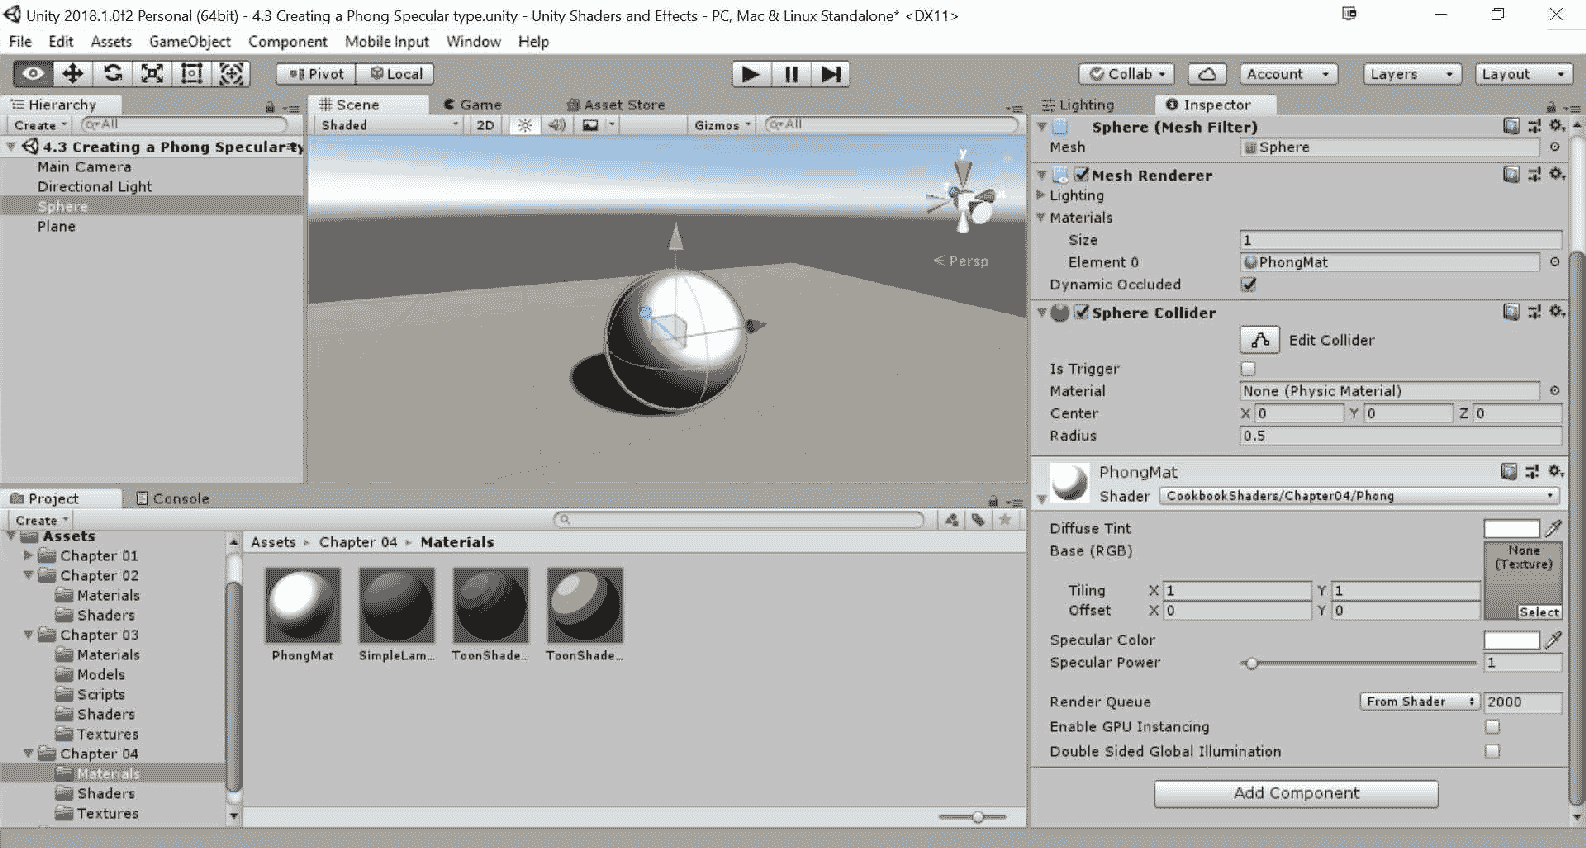 Unity 2018.1.0f2 Personal (64bit) - 4.3 Creating a Phong Specular type.unity - Unity Shaders and Effects - PC, Mac & Linux Standalone* <DX11>
File Edit Assets GameObject Component Mobile Input Window Help
Pivot Local Collab Account Layers Layout
Hierarchy
Create All
4.3 Creating a Phong Specular ty
Main Camera
Directional Light
Sphere
Plane
Scene Game Asset Store
Shaded 2D Gizmos All
y
Persp
Lighting Inspector
Sphere (Mesh Filter)
Mesh Sphere
Mesh Renderer
Lighting
Materials
Size 1
Element 0 PhongMat
Dynamic Occluded
Sphere Collider
Edit Collider
Is Trigger
Material None (Physic Material)
Center X 0 Y 0 Z 0
Radius 0.5
PhongMat
Shader CookbookShaders/Chapter04/Phong
Diffuse Tint
Base (RGB)
None
(Texture)
Tiling X 1 Y 1
Offset X 0 Y 0
Select
Specular Color
Specular Power 1
Render Queue From Shader 2000
Enable GPU Instancing
Double Sided Global Illumination
Add Component
Project Console
Create
Assets
Chapter 01
Chapter 02
Materials
Shaders
Chapter 03
Materials
Models
Scripts
Shaders
Textures
Chapter 04
Materials
Shaders
Textures
Assets Chapter 04 Materials
PhongMat SimpleLam... ToonShade... ToonShade...